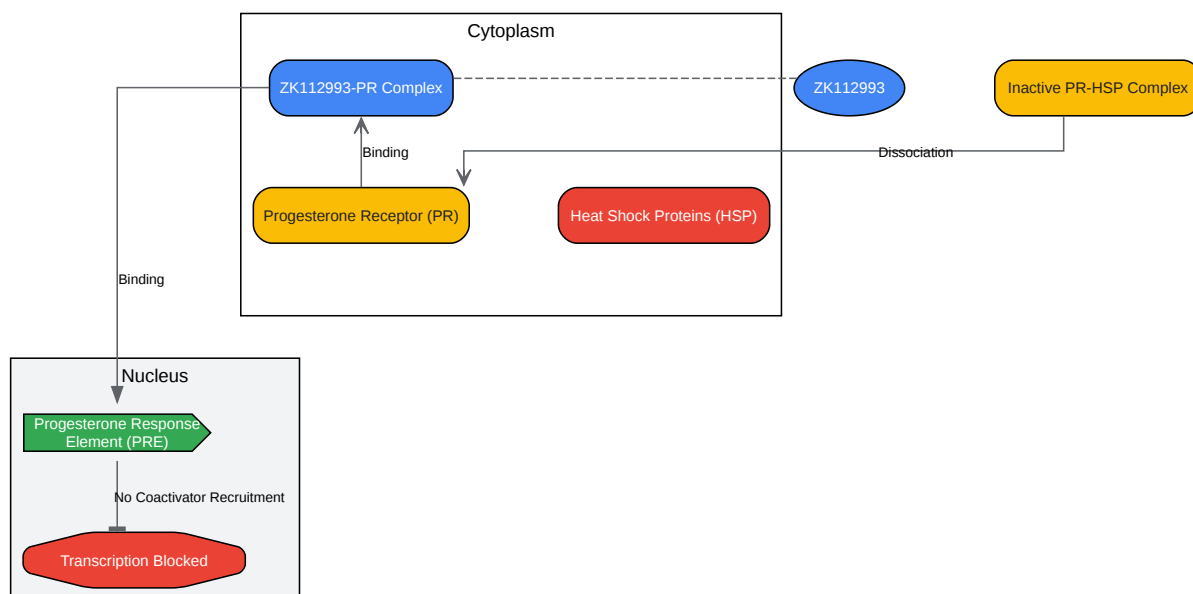 Cytoplasm
ZK112993-PR Complex
ZK112993
Inactive PR-HSP Complex
Binding
Dissociation
Progesterone Receptor (PR)
Heat Shock Proteins (HSP)
Binding
Nucleus
Progesterone Response
Element (PRE)
No Coactivator Recruitment
Transcription Blocked